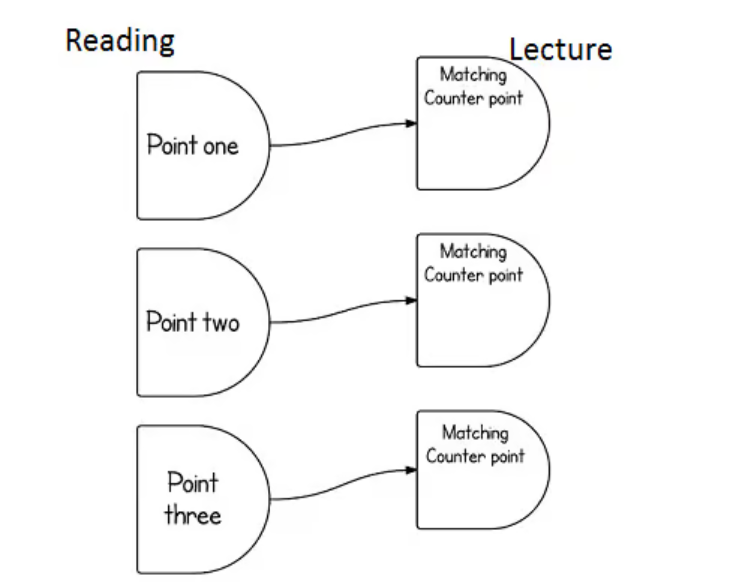 Reading
Lecture
Point one
Matching
Counter point
Point two
Matching
Counter point
Point
three
Matching
Counter point